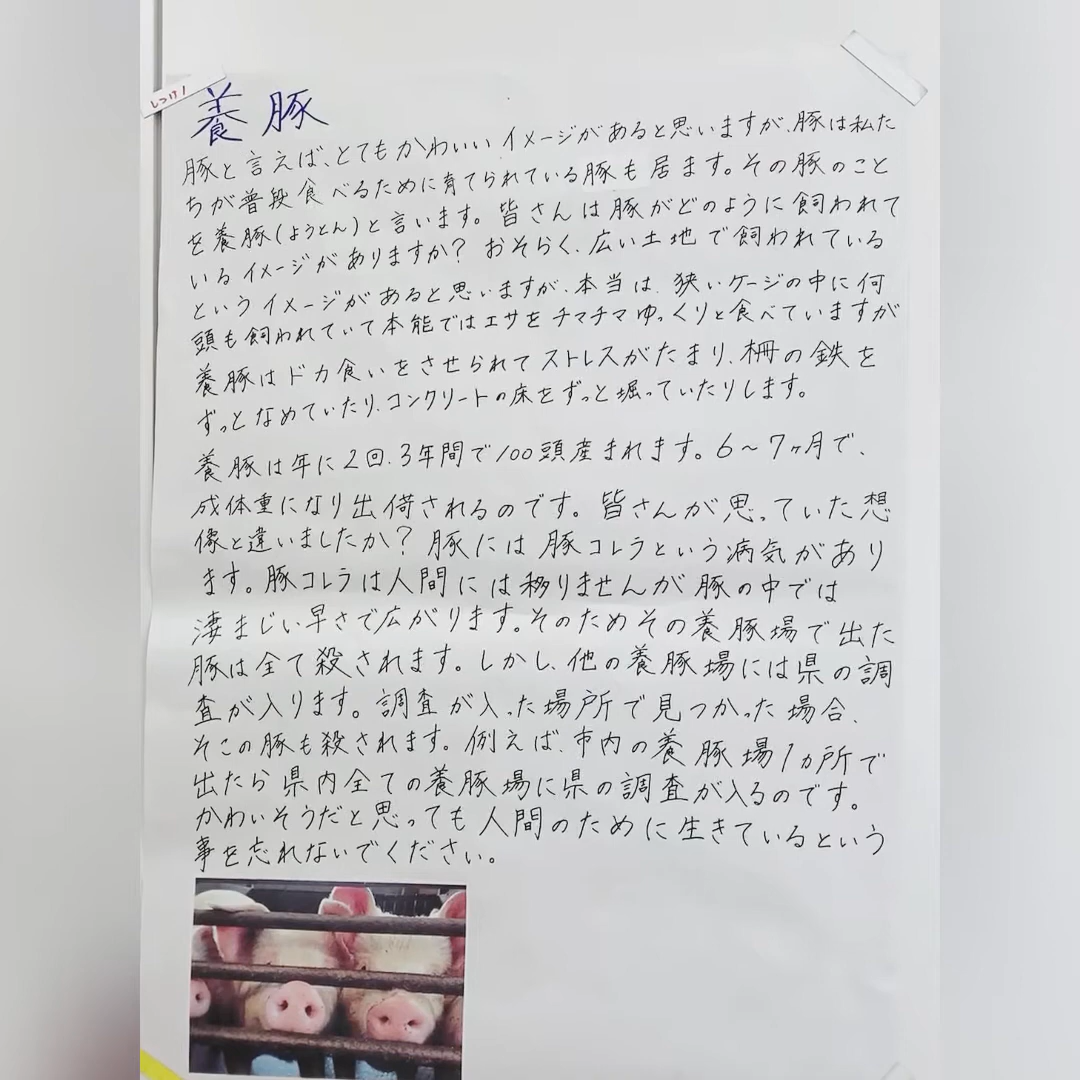 しつけ!
養豚
豚と言えば、とてもかわいいイメージがあると思いますが、豚は私た
ちが普段食べるために育てられている豚も居ます。その豚のこと
を養豚(ようとん)と言います。皆さんは豚がどのように飼われて
いるイメージがありますか？おそらく、広い土地で飼われている
というイメージがあると思いますが、本当は、狭いケージの中に何
頭も飼われていて本能ではエサをチマチマゆっくりと食べていますが
養豚はドカ食いをさせられてストレスがたまり、柵の鉄を
ずっとなめていたり、コンクリートの床をずっと堀っていたりします。
養豚は年に2回、3年間で100頭産まれます。6～7ヶ月で、
成体重になり出荷されるのです。皆さんが思っていた想
像と違いましたか？豚には豚コレラという病気があり
ます。豚コレラは人間には移りませんが豚の中では
凄まじい早さで広がります。そのためその養豚場で出た
豚は全て殺されます。しかし、他の養豚場には県の調
査が入ります。調査が入った場所で見つかった場合、
そこの豚も殺されます。例えば、市内の養豚場1ヵ所で
出たら県内全ての養豚場に県の調査が入るのです。
かわいそうだと思っても人間のために生きているという
事を忘れないでください。